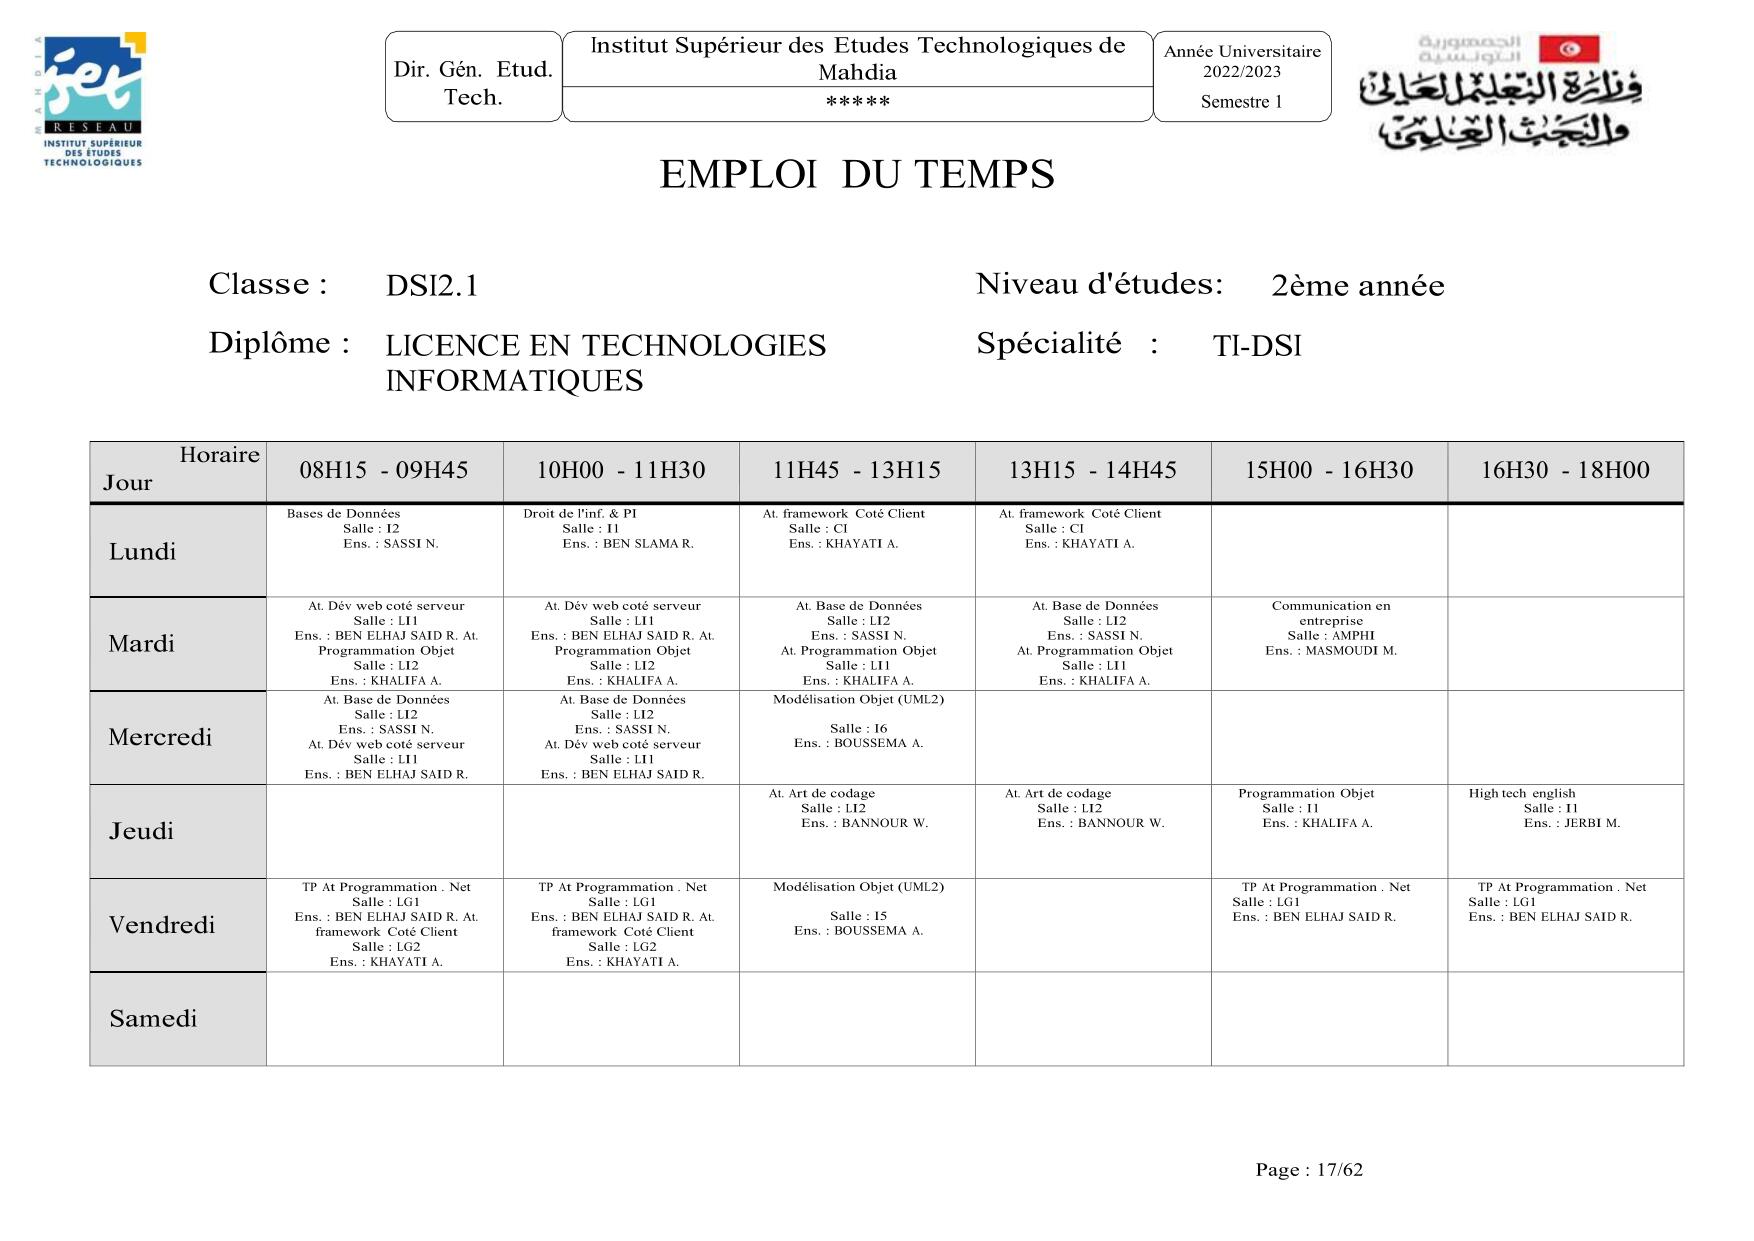 MAHDIA
iset
RESEAU
INSTITUT SUPÉRIEUR
DES ÉTUDES
TECHNOLOGIQUES
Dir. Gén. Etud.
Tech.
Institut Supérieur des Etudes Technologiques de
Mahdia
*****
Année Universitaire
2022/2023
Semestre 1
الجمهورية
التونسية
وزارة التعليم العالي
والبحث العلمي
EMPLOI DU TEMPS
Classe : DSI2.1
Niveau d'études: 2ème année
Diplôme : LICENCE EN TECHNOLOGIES
INFORMATIQUES
Spécialité : TI-DSI
Horaire
Jour
08H15 - 09H45
10H00 - 11H30
11H45 - 13H15
13H15 - 14H45
15H00 - 16H30
16H30 - 18H00
Lundi
Bases de Données
Salle : I2
Ens. : SASSI N.
Droit de l'inf. & PI
Salle : I1
Ens. : BEN SLAMA R.
At. framework Coté Client
Salle : CI
Ens. : KHAYATI A.
At. framework Coté Client
Salle : CI
Ens. : KHAYATI A.
Mardi
At. Dév web coté serveur
Salle : LI1
Ens. : BEN ELHAJ SAID R. At.
Programmation Objet
Salle : LI2
Ens. : KHALIFA A.
At. Dév web coté serveur
Salle : LI1
Ens. : BEN ELHAJ SAID R. At.
Programmation Objet
Salle : LI2
Ens. : KHALIFA A.
At. Base de Données
Salle : LI2
Ens. : SASSI N.
At. Programmation Objet
Salle : LI1
Ens. : KHALIFA A.
At. Base de Données
Salle : LI2
Ens. : SASSI N.
At. Programmation Objet
Salle : LI1
Ens. : KHALIFA A.
Communication en
entreprise
Salle : AMPHI
Ens. : MASMOUDI M.
Mercredi
At. Base de Données
Salle : LI2
Ens. : SASSI N.
At. Dév web coté serveur
Salle : LI1
Ens. : BEN ELHAJ SAID R.
At. Base de Données
Salle : LI2
Ens. : SASSI N.
At. Dév web coté serveur
Salle : LI1
Ens. : BEN ELHAJ SAID R.
Modélisation Objet (UML2)
Salle : I6
Ens. : BOUSSEMA A.
Jeudi
At. Art de codage
Salle : LI2
Ens. : BANNOUR W.
At. Art de codage
Salle : LI2
Ens. : BANNOUR W.
Programmation Objet
Salle : I1
Ens. : KHALIFA A.
High tech english
Salle : I1
Ens. : JERBI M.
Vendredi
TP At Programmation . Net
Salle : LG1
Ens. : BEN ELHAJ SAID R. At.
framework Coté Client
Salle : LG2
Ens. : KHAYATI A.
TP At Programmation . Net
Salle : LG1
Ens. : BEN ELHAJ SAID R. At.
framework Coté Client
Salle : LG2
Ens. : KHAYATI A.
Modélisation Objet (UML2)
Salle : I5
Ens. : BOUSSEMA A.
TP At Programmation . Net
Salle : LG1
Ens. : BEN ELHAJ SAID R.
TP At Programmation . Net
Salle : LG1
Ens. : BEN ELHAJ SAID R.
Samedi
Page : 17/62